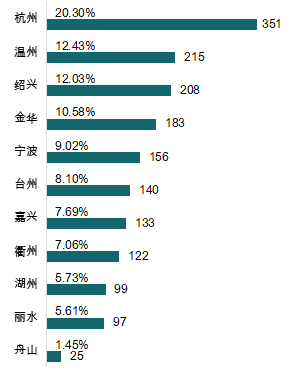 杭州 20.30% 351
温州 12.43% 215
绍兴 12.03% 208
金华 10.58% 183
宁波 9.02% 156
台州 8.10% 140
嘉兴 7.69% 133
衢州 7.06% 122
湖州 5.73% 99
丽水 5.61% 97
舟山 1.45% 25